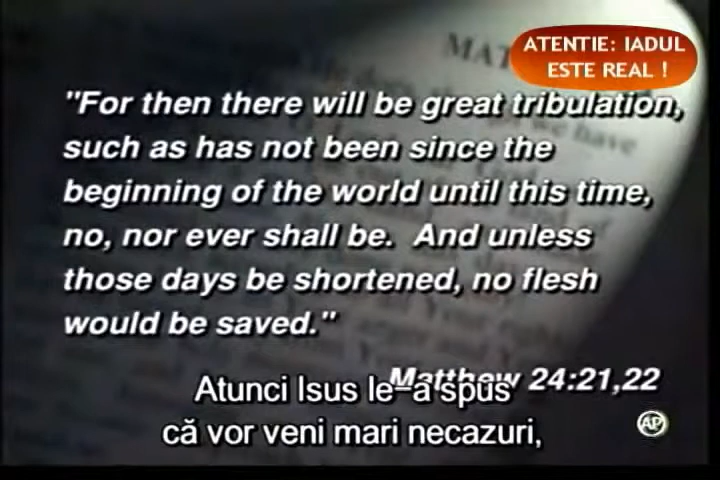 MAT
ATENTIE: IADUL
ESTE REAL !
"For then there will be great tribulation,
such as has not been since the
beginning of the world until this time,
no, nor ever shall be. And unless
those days be shortened, no flesh
would be saved."
Matthew 24:21,22
Atunci Isus le-a spus
că vor veni mari necazuri,
AP